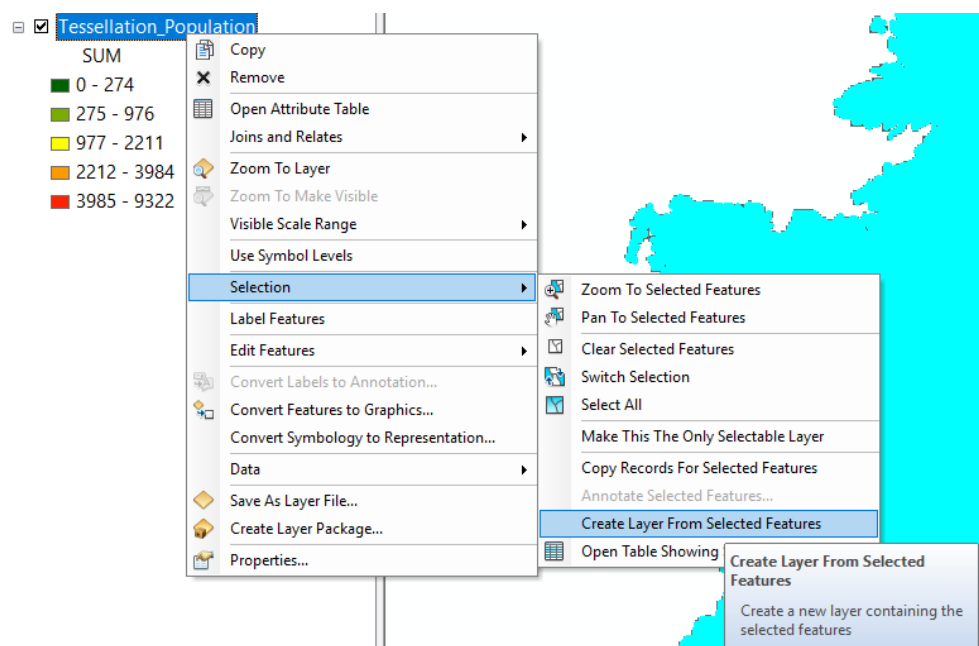 Tessellation_Population
SUM
0 - 274
275 - 976
977 - 2211
2212 - 3984
3985 - 9322
Copy
Remove
Open Attribute Table
Joins and Relates
Zoom To Layer
Zoom To Make Visible
Visible Scale Range
Use Symbol Levels
Selection
Label Features
Edit Features
Convert Labels to Annotation...
Convert Features to Graphics...
Convert Symbology to Representation...
Data
Save As Layer File...
Create Layer Package...
Properties...
Zoom To Selected Features
Pan To Selected Features
Clear Selected Features
Switch Selection
Select All
Make This The Only Selectable Layer
Copy Records For Selected Features
Annotate Selected Features...
Create Layer From Selected Features
Open Table Showing
Create Layer From Selected
Features
Create a new layer containing the
selected features